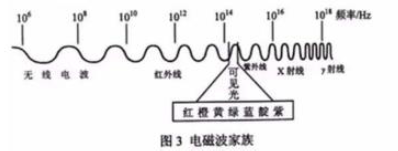 10⁶ 10⁸ 10¹⁰ 10¹² 10¹⁴ 10¹⁶ 10¹⁸ 频率/Hz
无线电波 红外线 可见光 紫外线 X射线 γ射线
红橙黄绿蓝靛紫
图3 电磁波家族